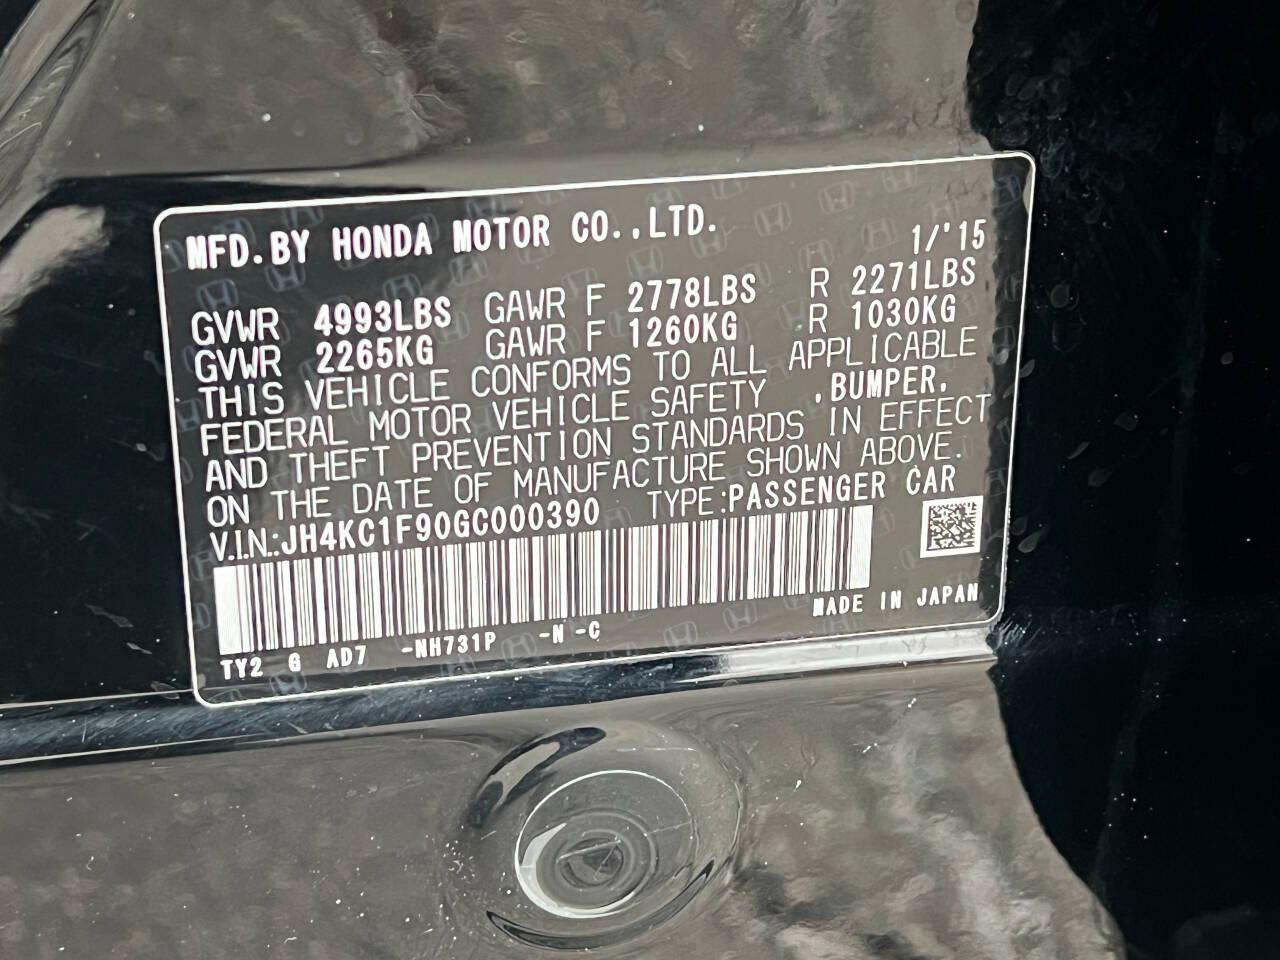 MFD.BY HONDA MOTOR CO.,LTD. 1/'15
GVWR 4993LBS GAWR F 2778LBS R 2271LBS
GVWR 2265KG GAWR F 1260KG R 1030KG
THIS VEHICLE CONFORMS TO ALL APPLICABLE
FEDERAL MOTOR VEHICLE SAFETY ,BUMPER,
AND THEFT PREVENTION STANDARDS IN EFFECT
ON THE DATE OF MANUFACTURE SHOWN ABOVE.
V.I.N.:JH4KC1F90GC000390 TYPE:PASSENGER CAR
MADE IN JAPAN
TY2 G AD7 -NH731P -N -C